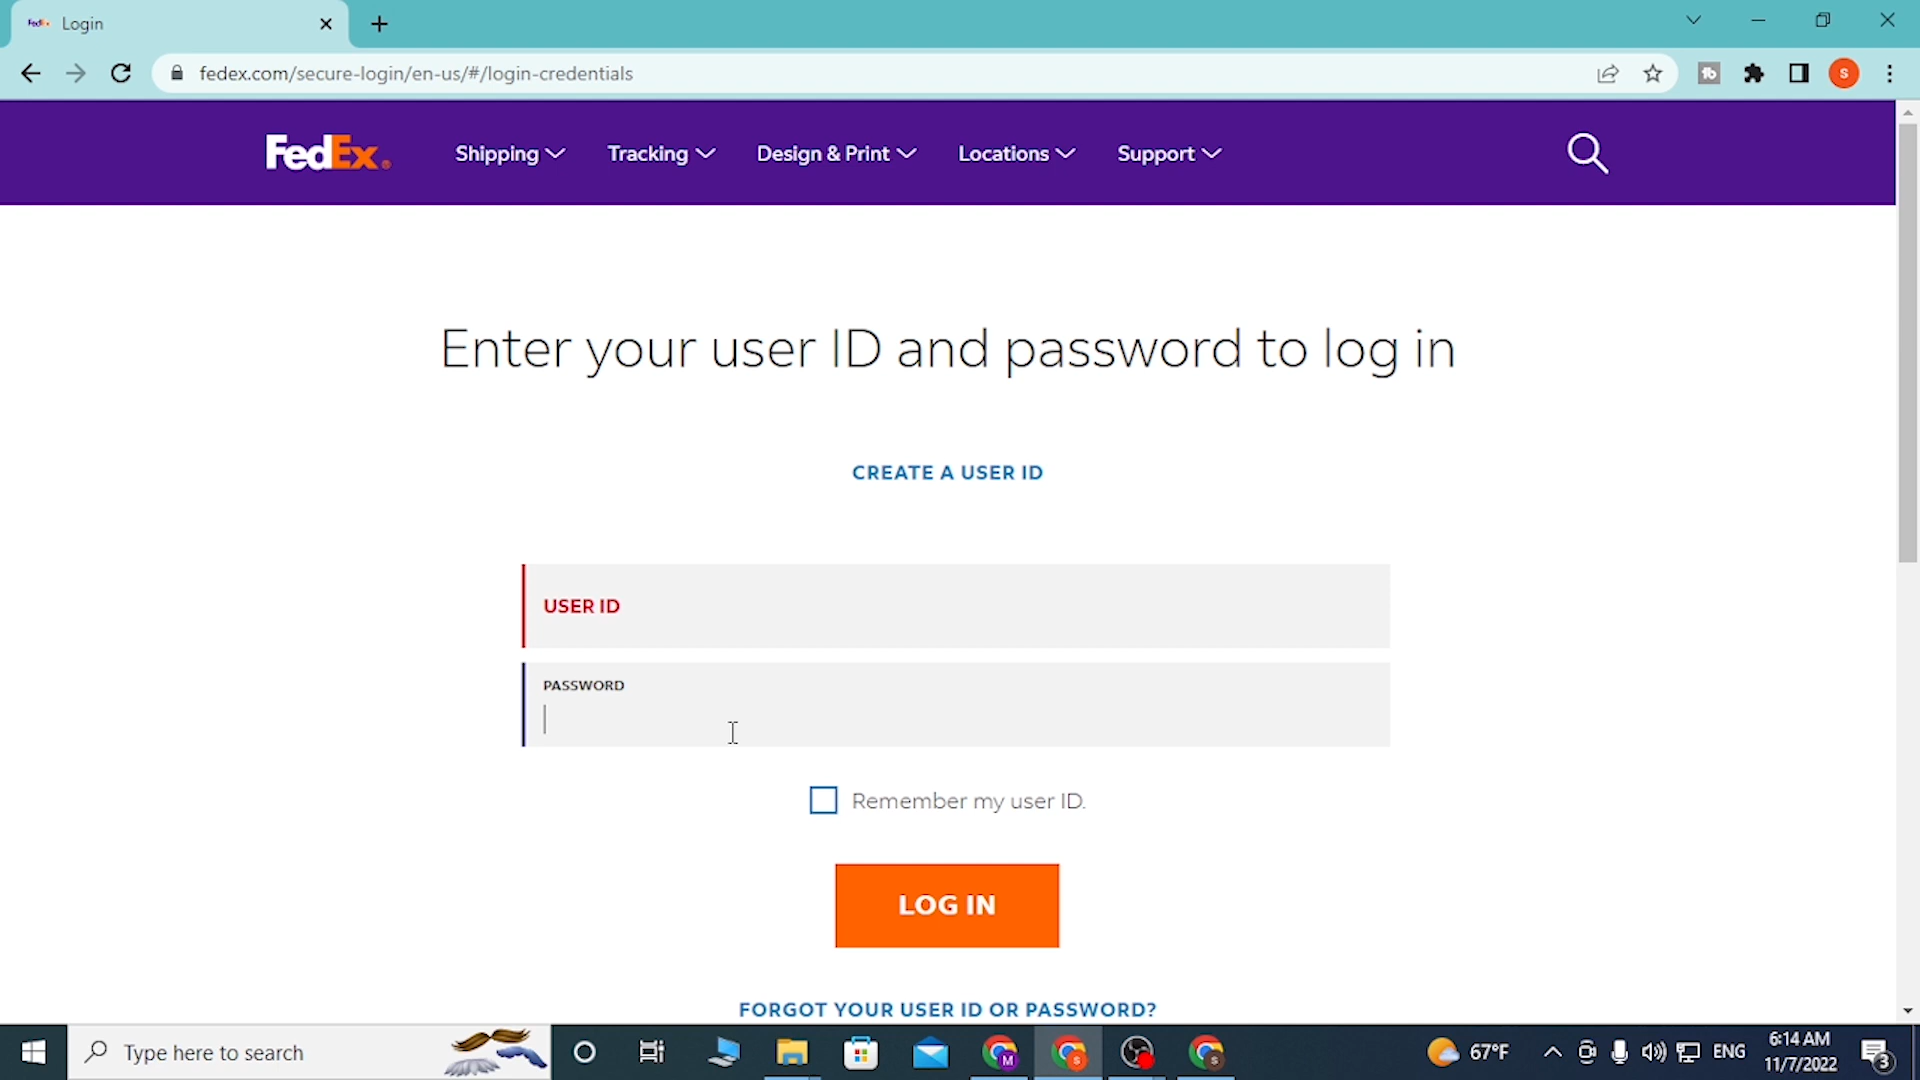 Login
fedex.com/secure-login/en-us/#/login-credentials
S
FedEx®
Shipping
Tracking
Design & Print
Locations
Support
Enter your user ID and password to log in
CREATE A USER ID
USER ID
PASSWORD
Remember my user ID.
LOG IN
FORGOT YOUR USER ID OR PASSWORD?
Type here to search
67°F
ENG
6:14 AM
11/7/2022
3